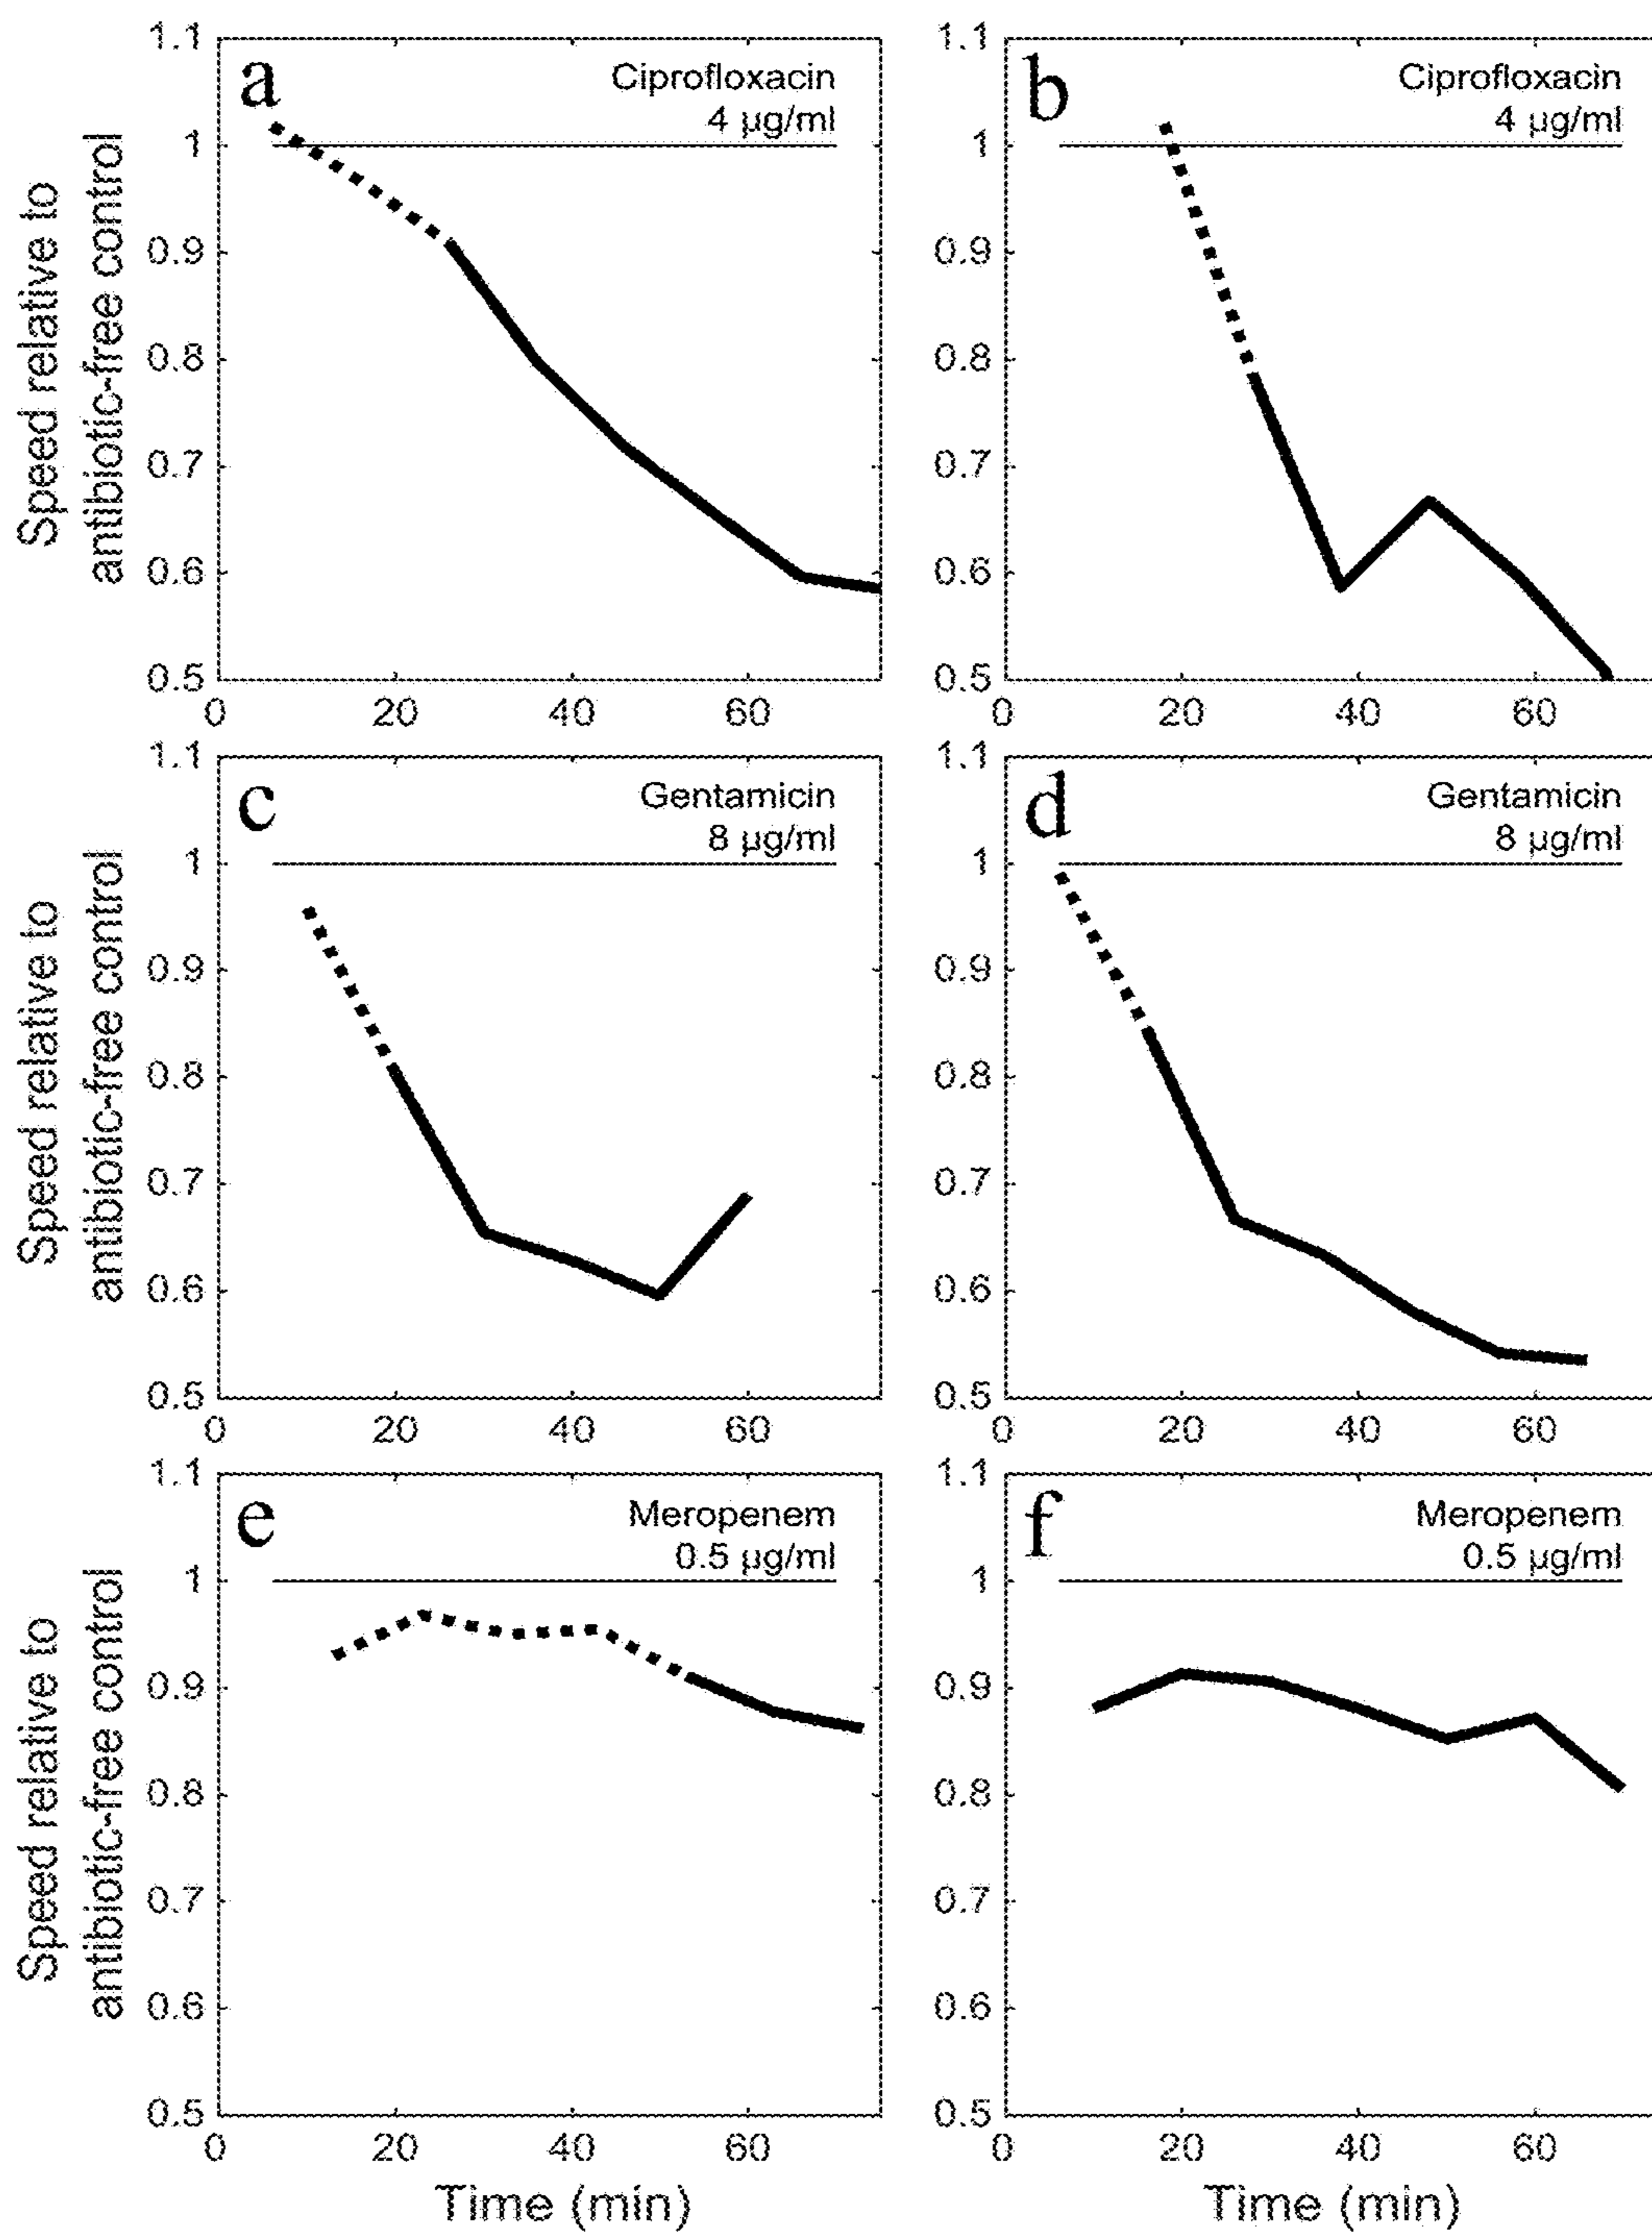 a
Ciprofloxacin
4 µg/ml
1.1
1
0.9
0.8
0.7
0.6
0.5
0 20 40 60
Speed relative to
antibiotic-free control
b
Ciprofloxacin
4 µg/ml
1.1
1
0.9
0.8
0.7
0.6
0.5
0 20 40 60
c
Gentamicin
8 µg/ml
1.1
1
0.9
0.8
0.7
0.6
0.5
0 20 40 60
Speed relative to
antibiotic-free control
d
Gentamicin
8 µg/ml
1.1
1
0.9
0.8
0.7
0.6
0.5
0 20 40 60
e
Meropenem
0.5 µg/ml
1.1
1
0.9
0.8
0.7
0.6
0.5
0 20 40 60
Speed relative to
antibiotic-free control
Time (min)
f
Meropenem
0.5 µg/ml
1.1
1
0.9
0.8
0.7
0.6
0.5
0 20 40 60
Time (min)